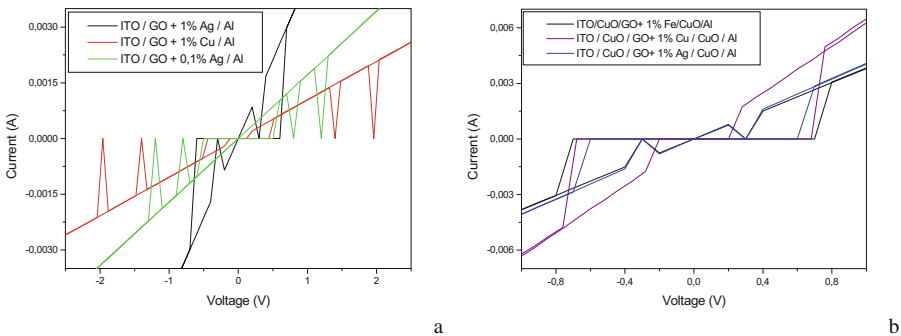 0,0030
0,0015
0,0000
-0,0015
-0,0030
Current (A)
ITO / GO + 1% Ag / Al
ITO / GO + 1% Cu / Al
ITO / GO + 0,1% Ag / Al
-2
-1
0
1
2
Voltage (V)
a
0,006
0,003
0,000
-0,003
-0,006
Current (A)
ITO/CuO/GO+ 1% Fe/CuO/Al
ITO / CuO / GO+ 1% Cu / CuO / Al
ITO / CuO / GO+ 1% Ag / CuO / Al
-0,8
-0,4
0,0
0,4
0,8
Voltage (V)
b